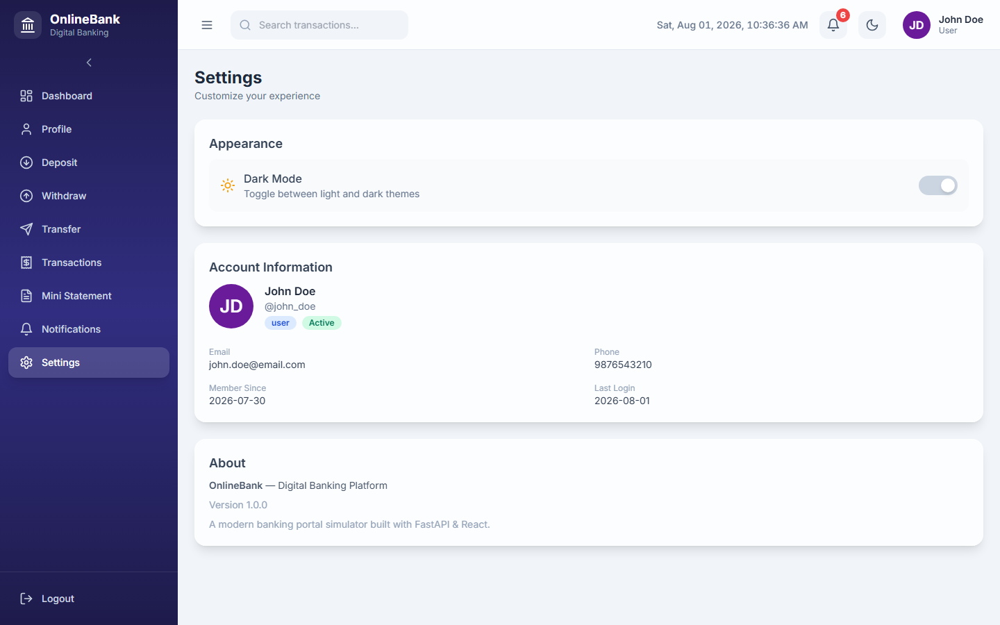 OnlineBank
Digital Banking
Dashboard
Profile
Deposit
Withdraw
Transfer
Transactions
Mini Statement
Notifications
Settings
Logout
Search transactions...
Sat, Aug 01, 2026, 10:36:36 AM
6
JD
John Doe
User
Settings
Customize your experience
Appearance
Dark Mode
Toggle between light and dark themes
Account Information
JD
John Doe
@john_doe
user Active
Email
john.doe@email.com
Phone
9876543210
Member Since
2026-07-30
Last Login
2026-08-01
About
OnlineBank — Digital Banking Platform
Version 1.0.0
A modern banking portal simulator built with FastAPI & React.